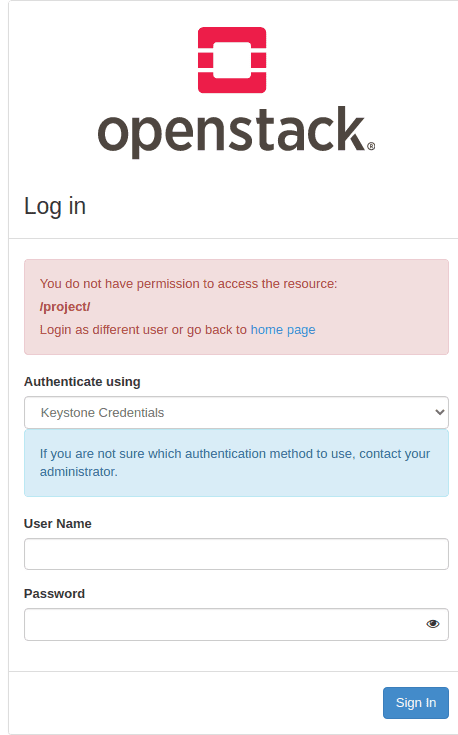 openstack®
Log in
You do not have permission to access the resource:
/project/
Login as different user or go back to home page
Authenticate using
Keystone Credentials
If you are not sure which authentication method to use, contact your
administrator.
User Name
Password
Sign In